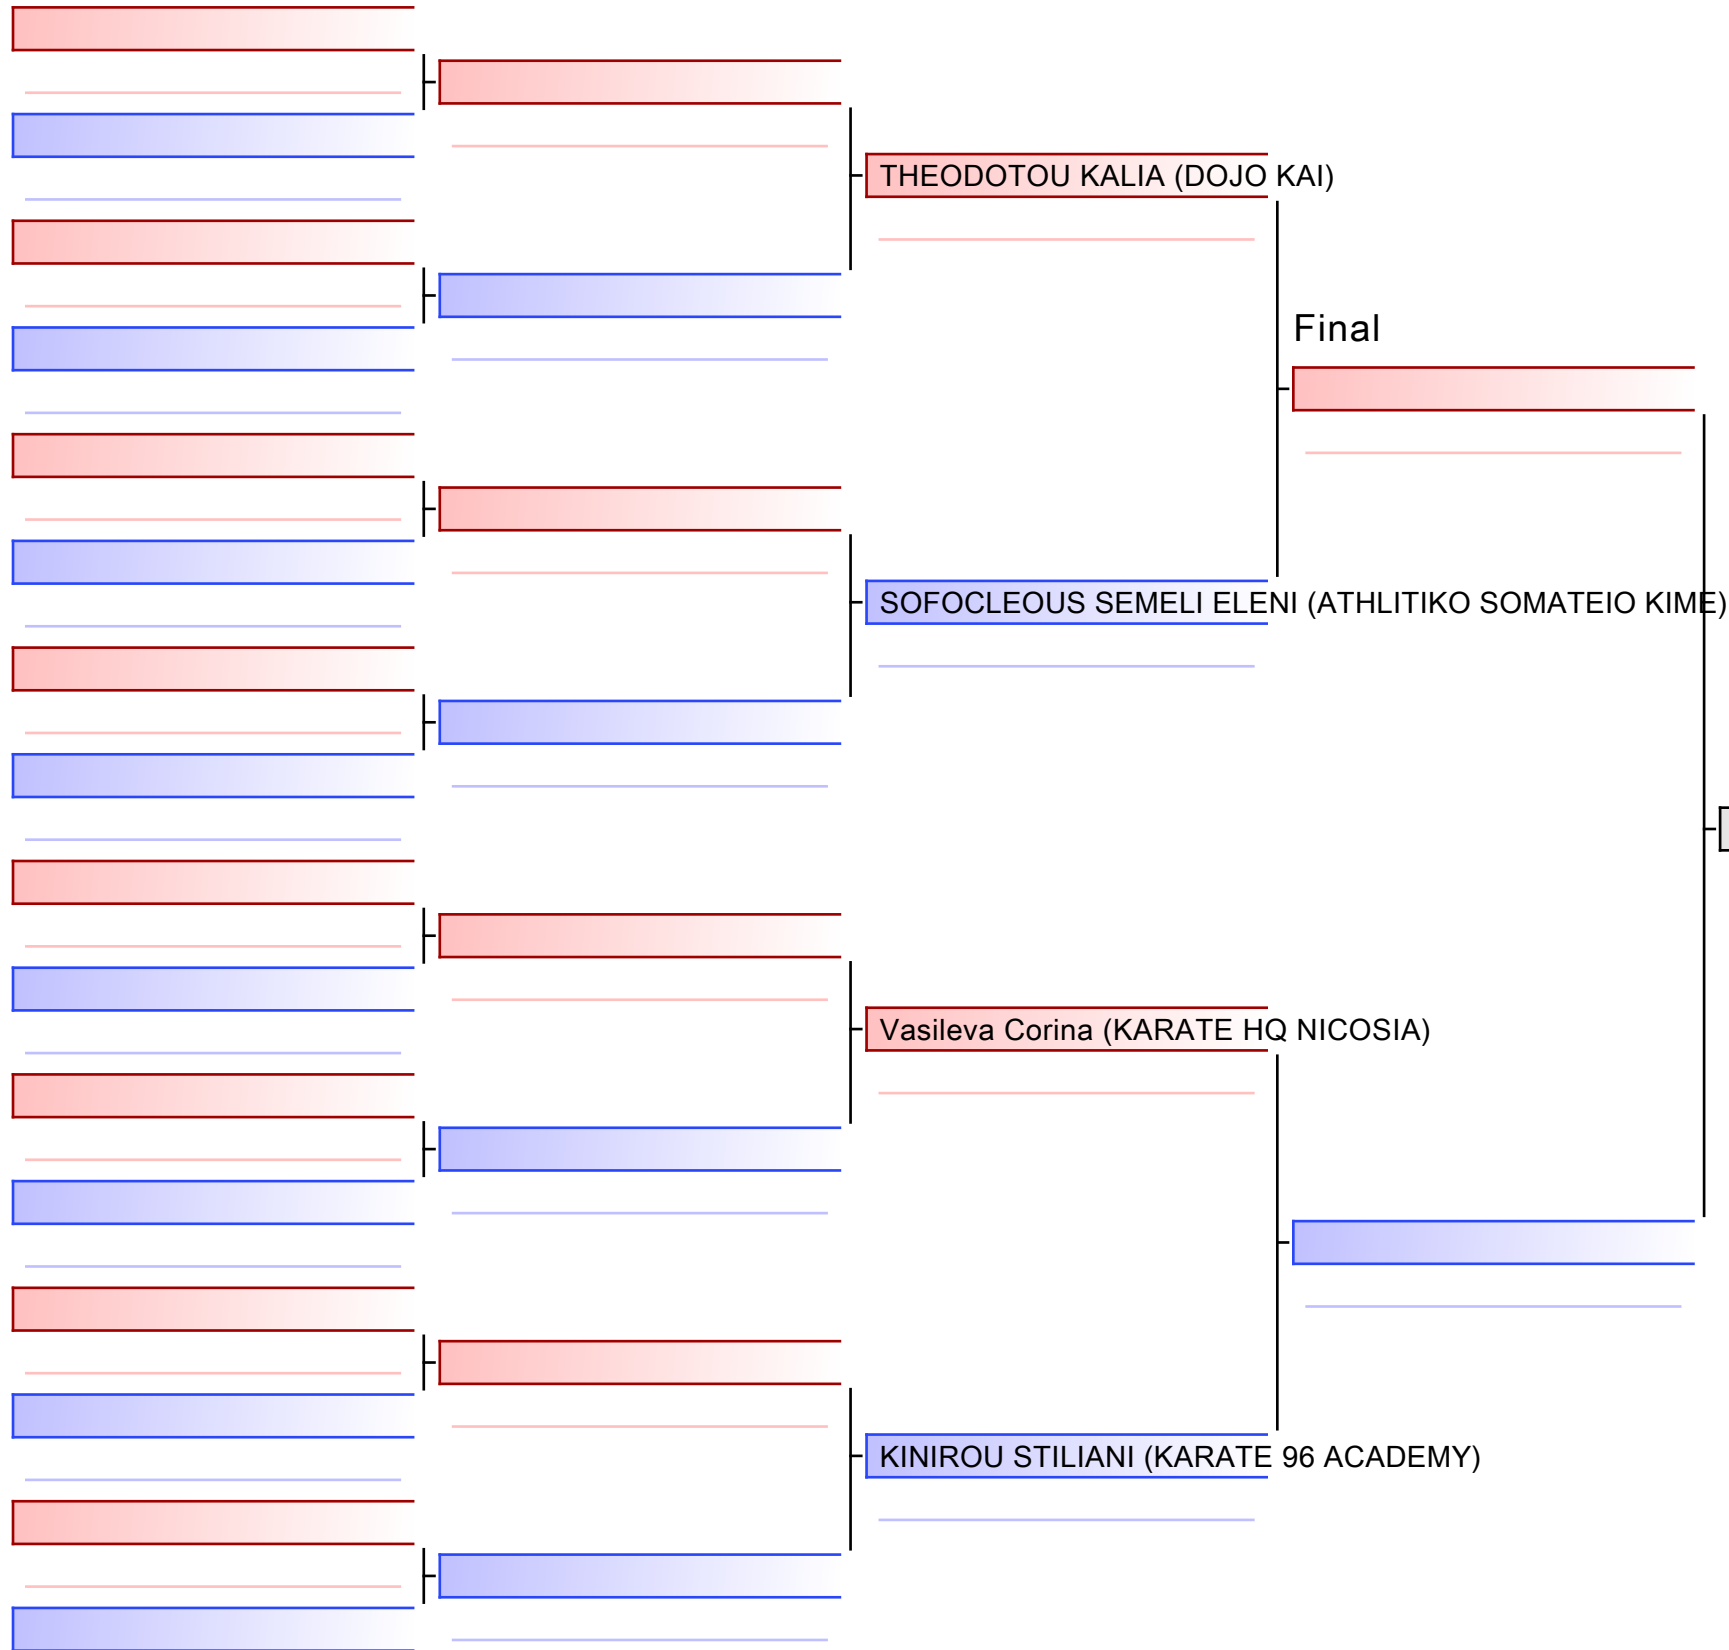 THEODOTOU KALIA (DOJO KAI)
Final
SOFOCLEOUS SEMELI ELENI (ATHLITIKO SOMATEIO KIME)
Vasileva Corina (KARATE HQ NICOSIA)
KINIROU STILIANI (KARATE 96 ACADEMY)